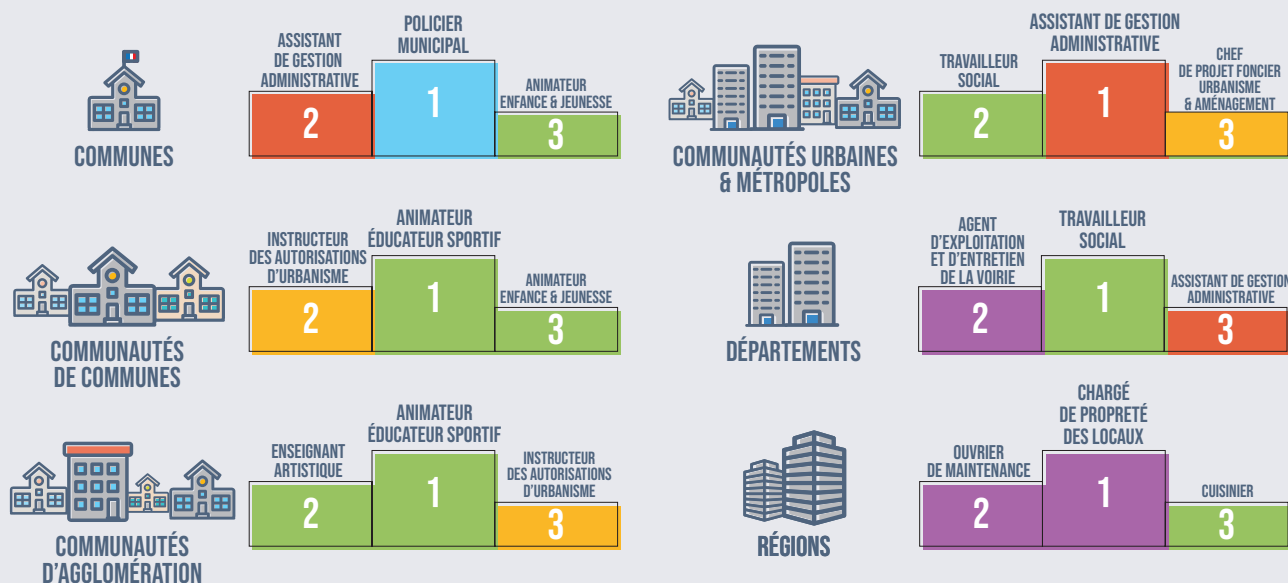 COMMUNES
ASSISTANT
DE GESTION
ADMINISTRATIVE
2
POLICIER
MUNICIPAL
1
ANIMATEUR
ENFANCE & JEUNESSE
3
COMMUNAUTÉS URBAINES
& MÉTROPOLES
TRAVAILLEUR
SOCIAL
2
ASSISTANT DE GESTION
ADMINISTRATIVE
1
CHEF
DE PROJET FONCIER
URBANISME
& AMÉNAGEMENT
3
COMMUNAUTÉS
DE COMMUNES
INSTRUCTEUR
DES AUTORISATIONS
D'URBANISME
2
ANIMATEUR
ÉDUCATEUR SPORTIF
1
ANIMATEUR
ENFANCE & JEUNESSE
3
DÉPARTEMENTS
AGENT
D'EXPLOITATION
ET D'ENTRETIEN
DE LA VOIRIE
2
TRAVAILLEUR
SOCIAL
1
ASSISTANT DE GESTION
ADMINISTRATIVE
3
COMMUNAUTÉS
D'AGGLOMÉRATION
ENSEIGNANT
ARTISTIQUE
2
ANIMATEUR
ÉDUCATEUR SPORTIF
1
INSTRUCTEUR
DES AUTORISATIONS
D'URBANISME
3
RÉGIONS
OUVRIER
DE MAINTENANCE
2
CHARGÉ
DE PROPRETÉ
DES LOCAUX
1
CUISINIER
3